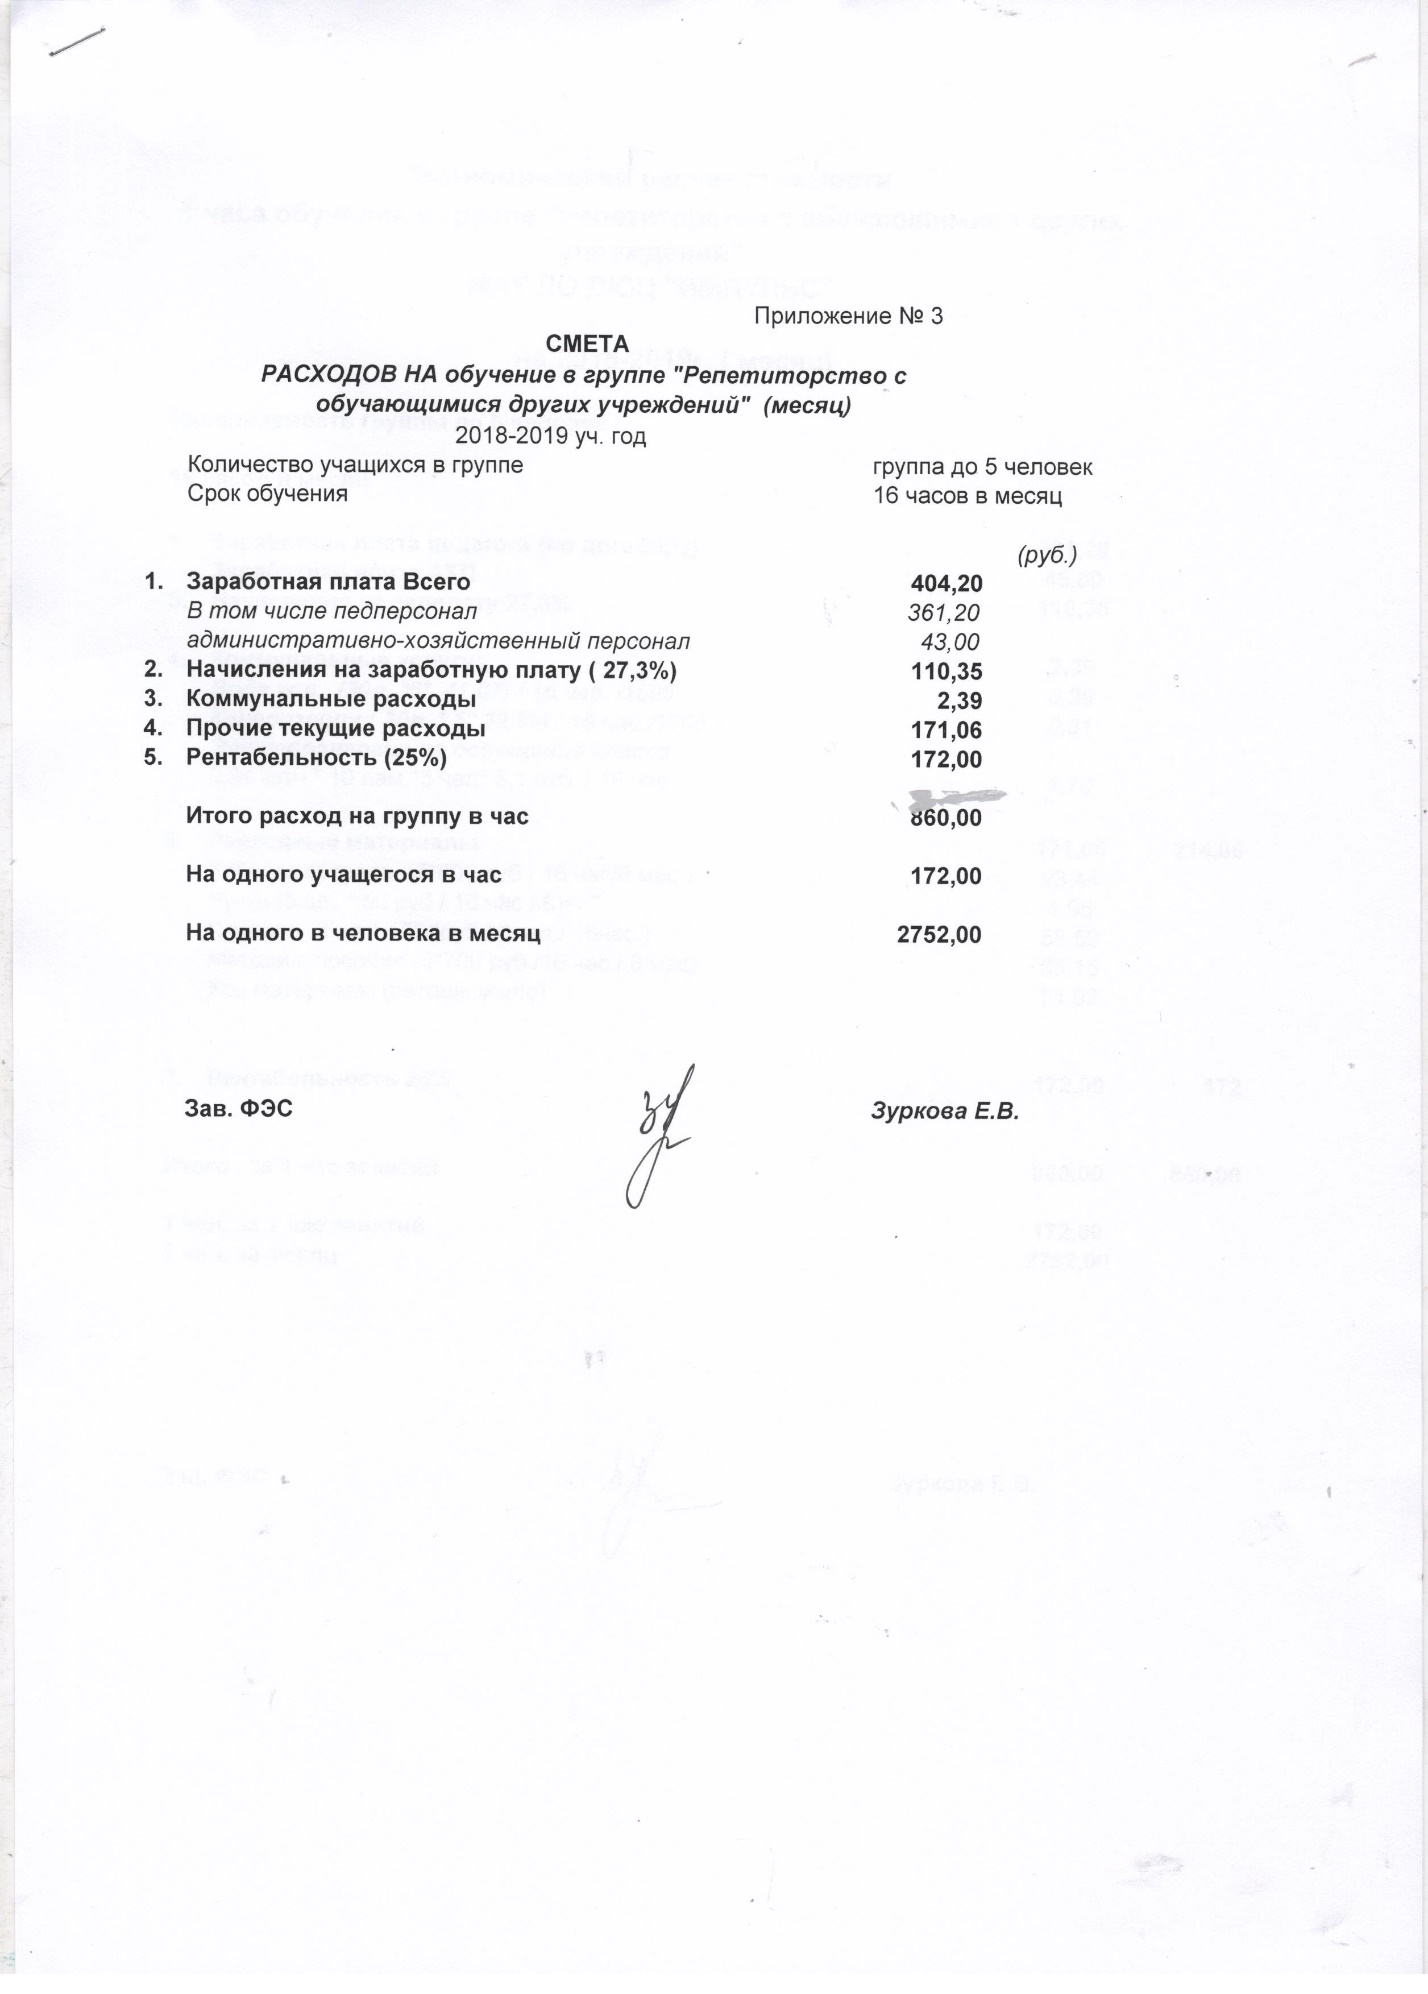 Приложение № 3
СМЕТА
РАСХОДОВ НА обучение в группе "Репетиторство с
обучающимися других учреждений" (месяц)
2018-2019 уч. год
Количество учащихся в группе группа до 5 человек
Срок обучения 16 часов в месяц
(руб.)
1. Заработная плата Всего 404,20
В том числе педперсонал 361,20
административно-хозяйственный персонал 43,00
2. Начисления на заработную плату ( 27,3%) 110,35
3. Коммунальные расходы 2,39
4. Прочие текущие расходы 171,06
5. Рентабельность (25%) 172,00
Итого расход на группу в час 860,00
На одного учащегося в час 172,00
На одного в человека в месяц 2752,00
Зав. ФЭС Зуркова Е.В.